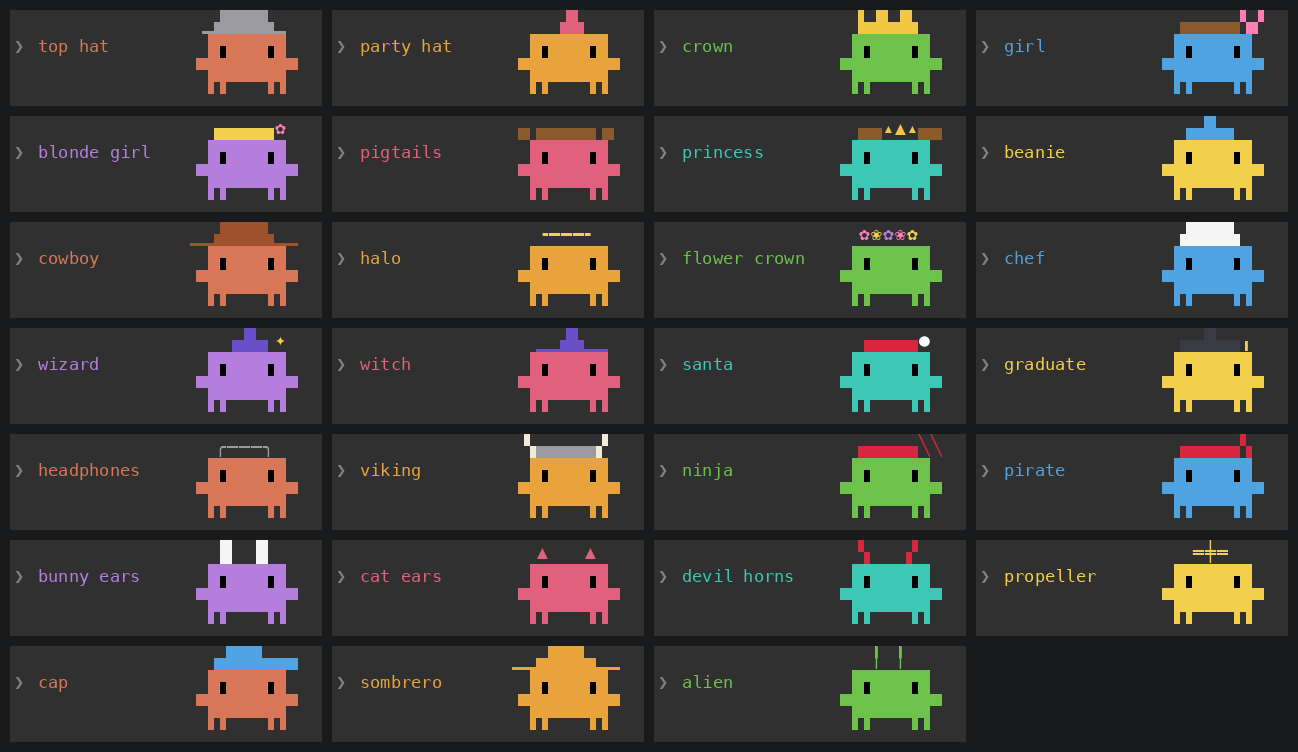 ❯ top hat
❯ party hat
❯ crown
❯ girl
❯ blonde girl
❯ pigtails
❯ princess
❯ beanie
❯ cowboy
❯ halo
❯ flower crown
❯ chef
❯ wizard
❯ witch
❯ santa
❯ graduate
❯ headphones
❯ viking
❯ ninja
❯ pirate
❯ bunny ears
❯ cat ears
❯ devil horns
❯ propeller
❯ cap
❯ sombrero
❯ alien